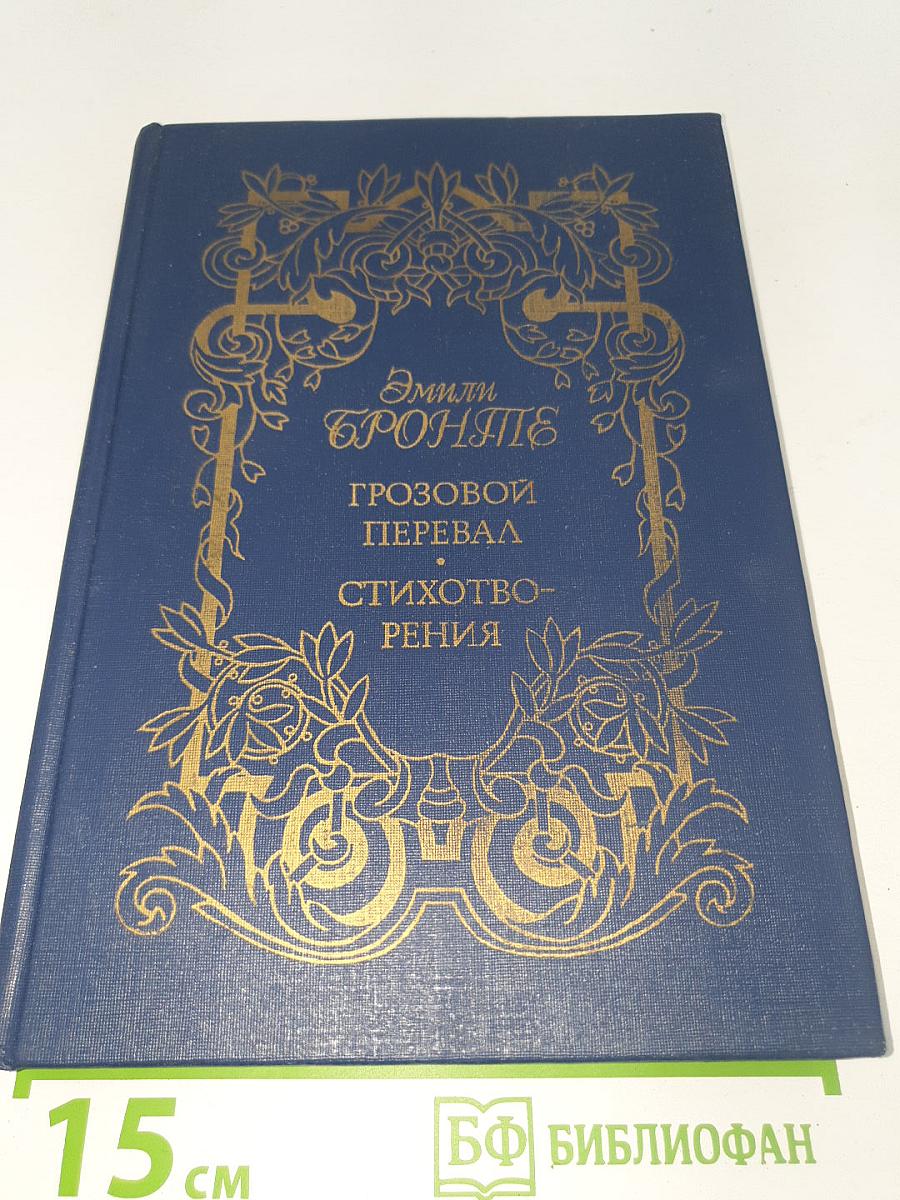 Эмили
БРОНТЕ
ГРОЗОВОЙ
ПЕРЕВАЛ
•
СТИХОТВО-
РЕНИЯ
15 см
БФ БИБЛИОФАН